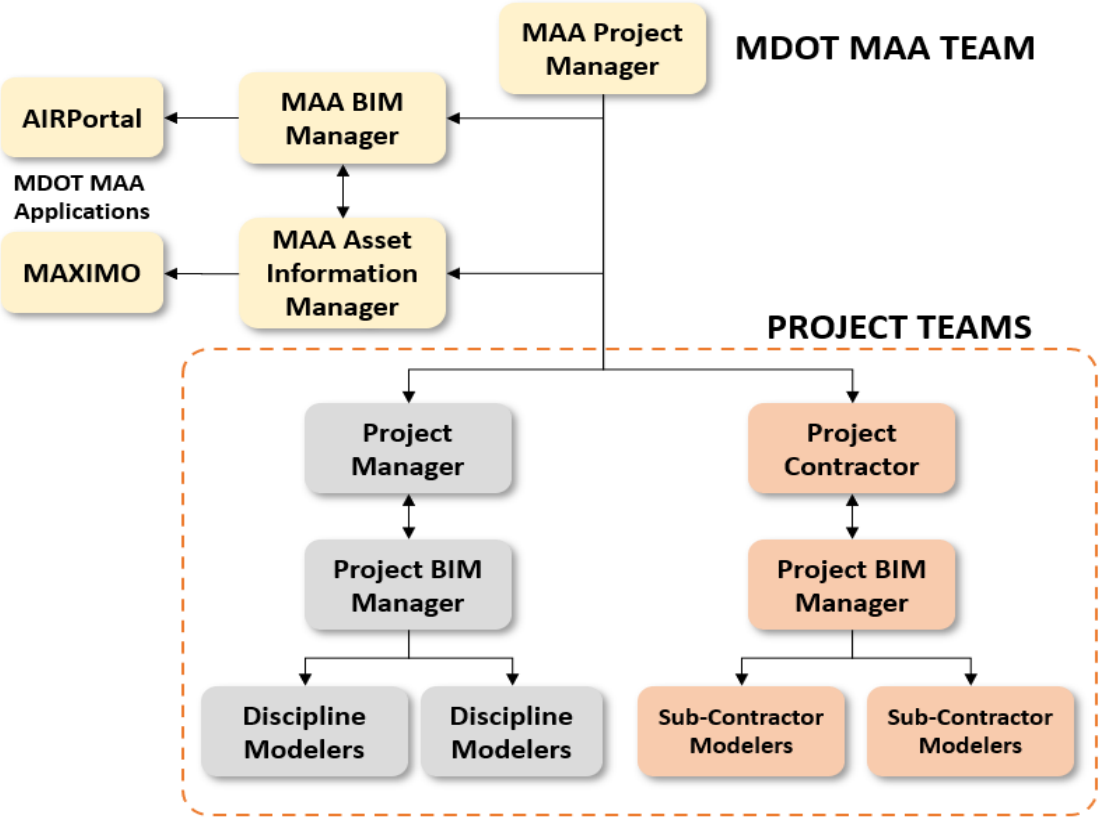 MAA Project
Manager
MDOT MAA TEAM
AIRPortal
MAA BIM
Manager
MDOT MAA
Applications
MAXIMO
MAA Asset
Information
Manager
PROJECT TEAMS
Project
Manager
Project
Contractor
Project BIM
Manager
Project BIM
Manager
Discipline
Modelers
Discipline
Modelers
Sub-Contractor
Modelers
Sub-Contractor
Modelers